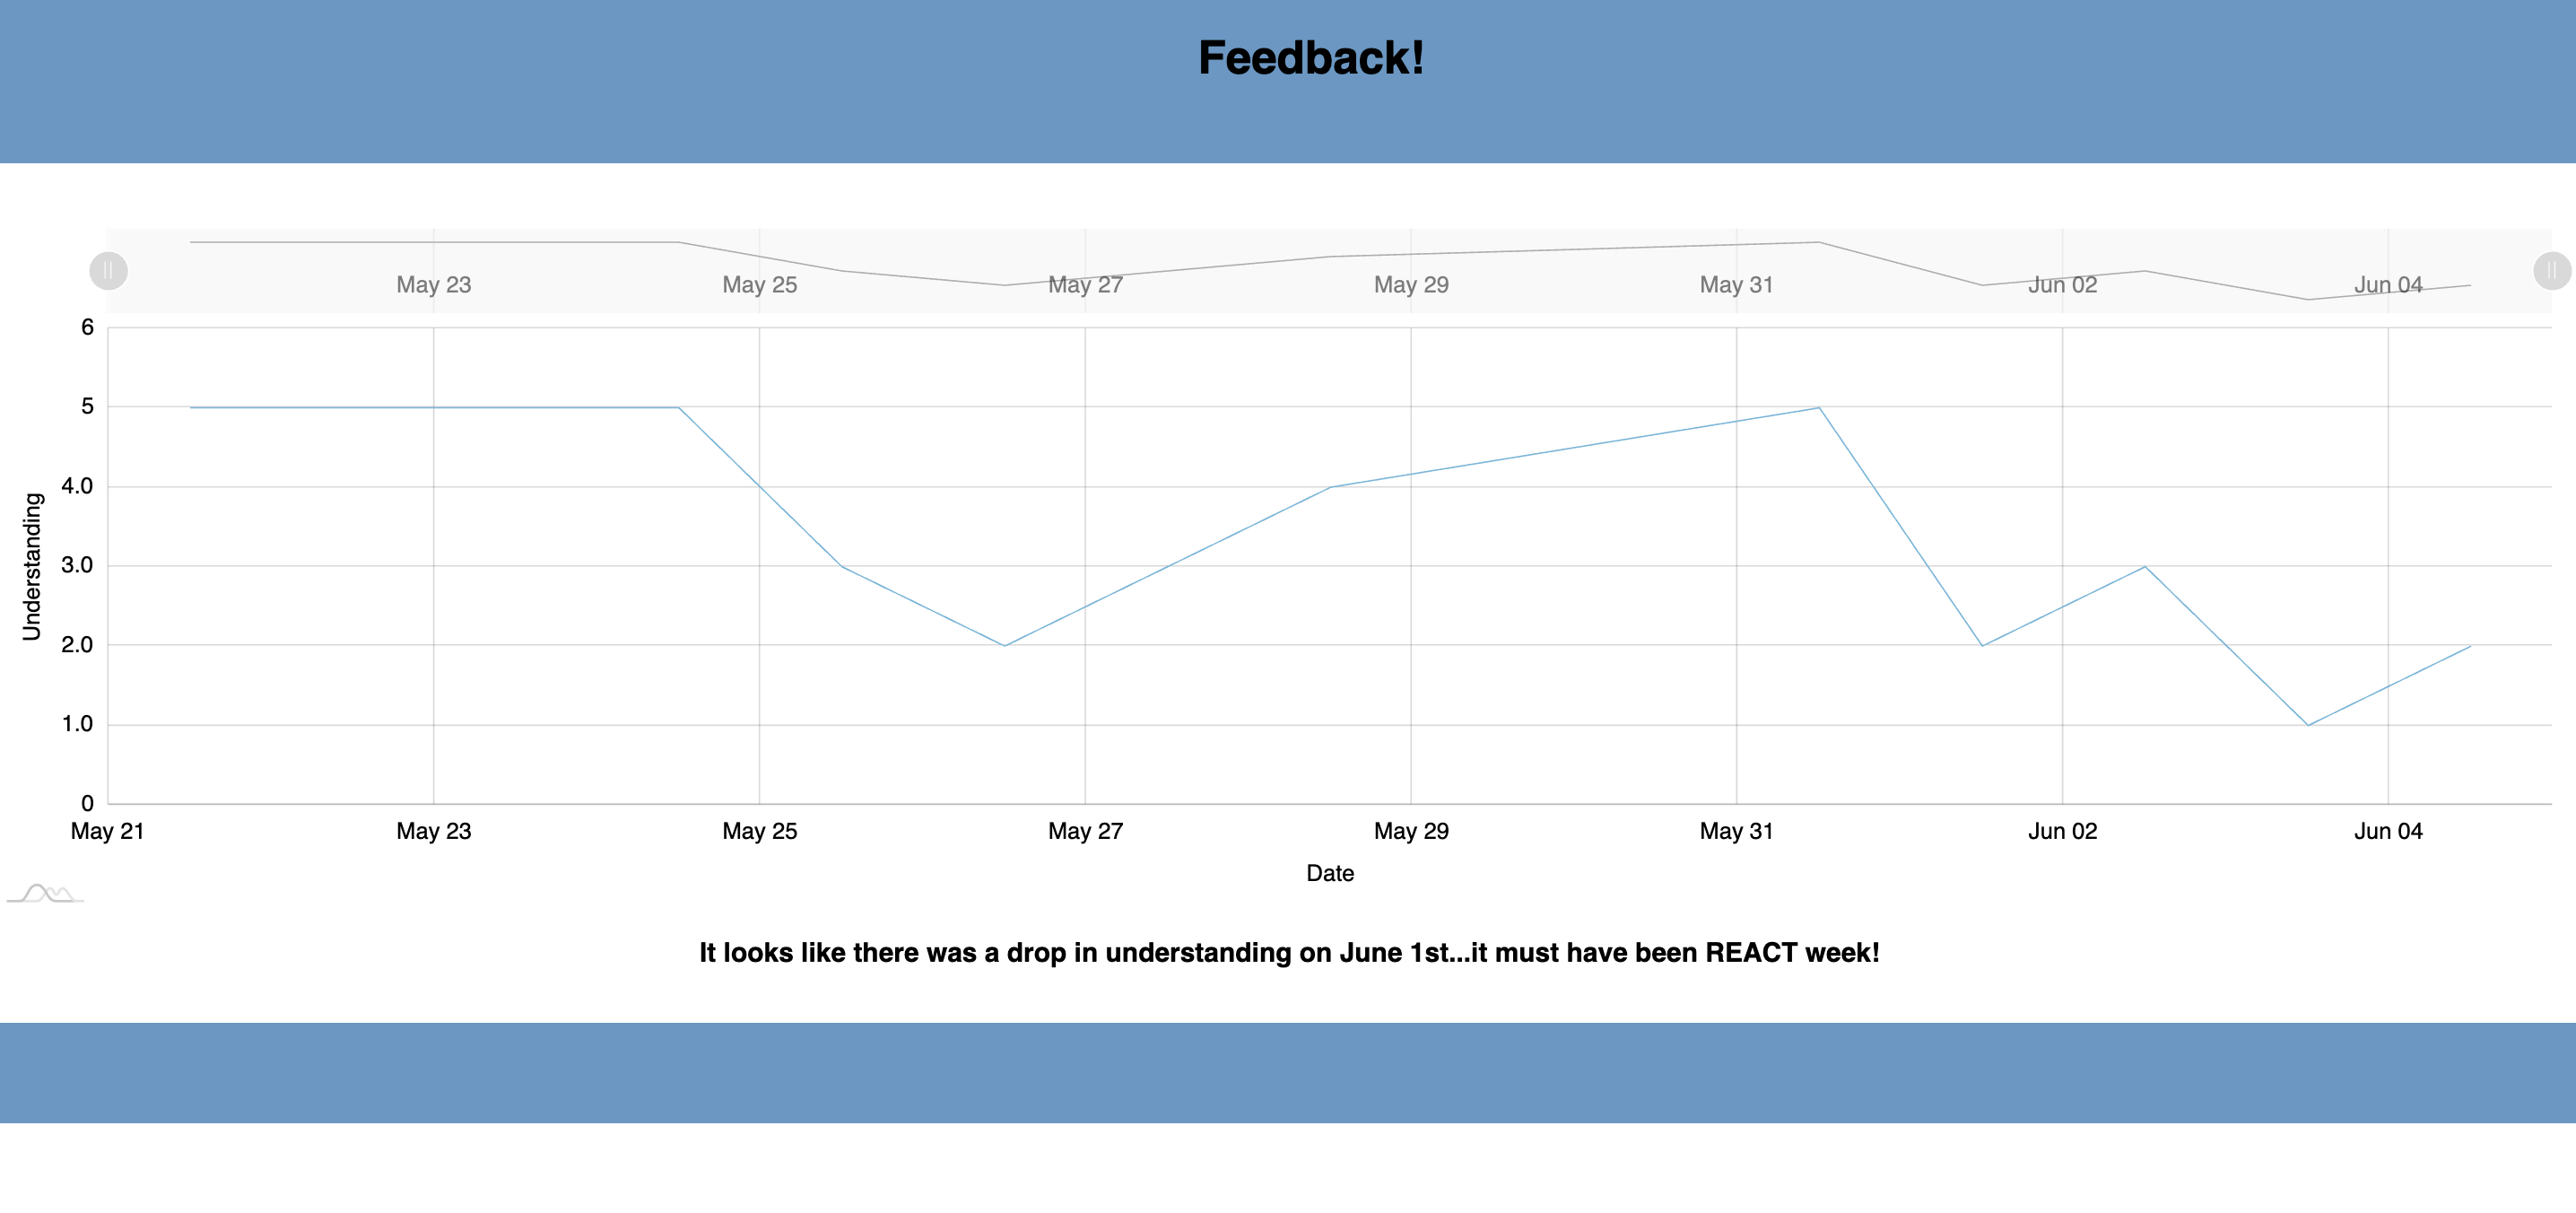 Feedback!
May 23 May 25 May 27 May 29 May 31 Jun 02 Jun 04
6
5
4.0
3.0
2.0
1.0
0
Understanding
May 21 May 23 May 25 May 27 May 29 May 31 Jun 02 Jun 04
Date
It looks like there was a drop in understanding on June 1st...it must have been REACT week!